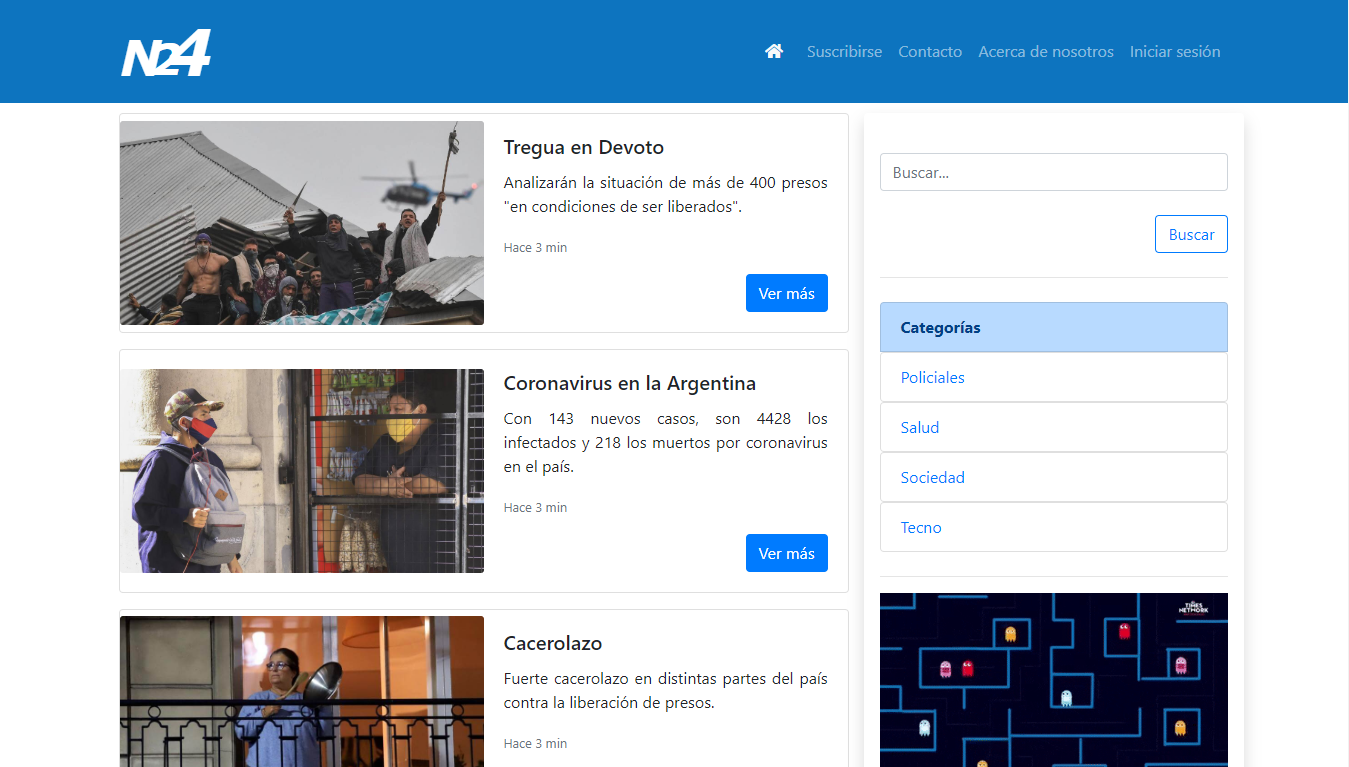 N24
Suscribirse Contacto Acerca de nosotros Iniciar sesión
Tregua en Devoto
Analizarán la situación de más de 400 presos
"en condiciones de ser liberados".
Hace 3 min
Ver más
Coronavirus en la Argentina
Con 143 nuevos casos, son 4428 los
infectados y 218 los muertos por coronavirus
en el país.
Hace 3 min
Ver más
Cacerolazo
Fuerte cacerolazo en distintas partes del país
contra la liberación de presos.
Hace 3 min
Buscar...
Buscar
Categorías
Policiales
Salud
Sociedad
Tecno
TIMES
NETWORK